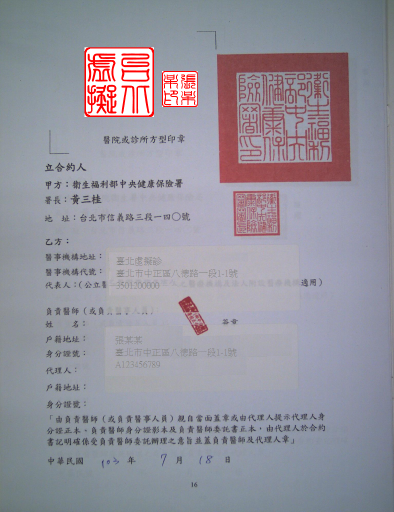 張某某印
醫院或診所方型印章
立合約人
甲方：衛生福利部中央健康保險署
署長：黃三桂
地 址：台北市信義路三段一四〇號
乙方：
醫事機構地址：
臺北虛擬診
醫事機構代號：
臺北市中正區八德路一段1-1號
代表人：（公立醫
3501200000
適用）
負責醫師（或負責醫事人員）
姓 名：
簽章
戶籍地址：
張某某
身分證號：
臺北市中正區八德路一段1-1號
A123456789
代理人：
戶籍地址：
身分證號：
「由負責醫師（或負責醫事人員）親自當面蓋章或由代理人提示代理人身
分證正本、負責醫師身分證影本及負責醫師委託書正本，由代理人於合約
書記明確係受負責醫師委託辦理之意旨並蓋負責醫師及代理人章」
中華民國 103 年 7 月 18 日
16